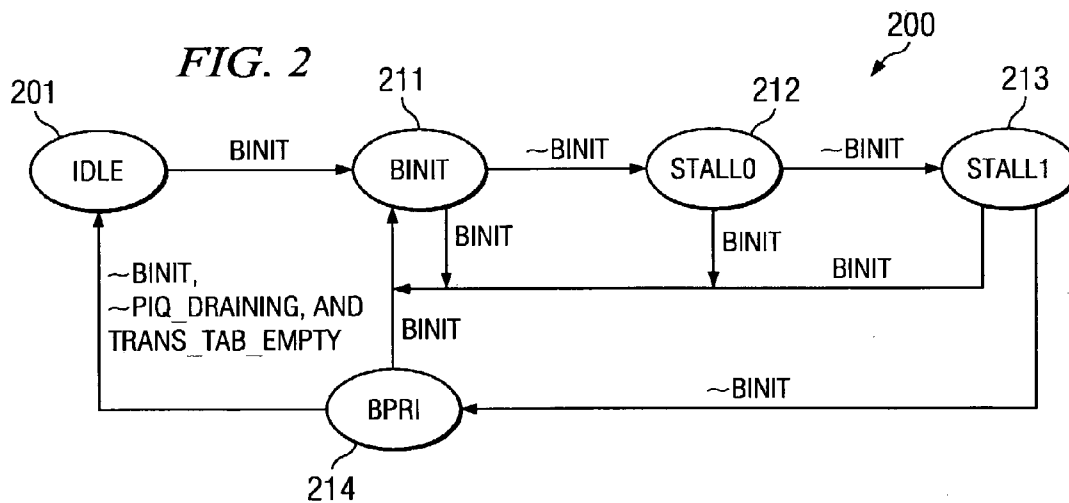 FIG. 2
200
201
211
212
213
IDLE
BINIT
BINIT
~BINIT
STALL0
~BINIT
STALL1
BINIT
BINIT
BINIT
~BINIT,
~PIQ_DRAINING, AND
TRANS_TAB_EMPTY
BINIT
~BINIT
BPRI
214